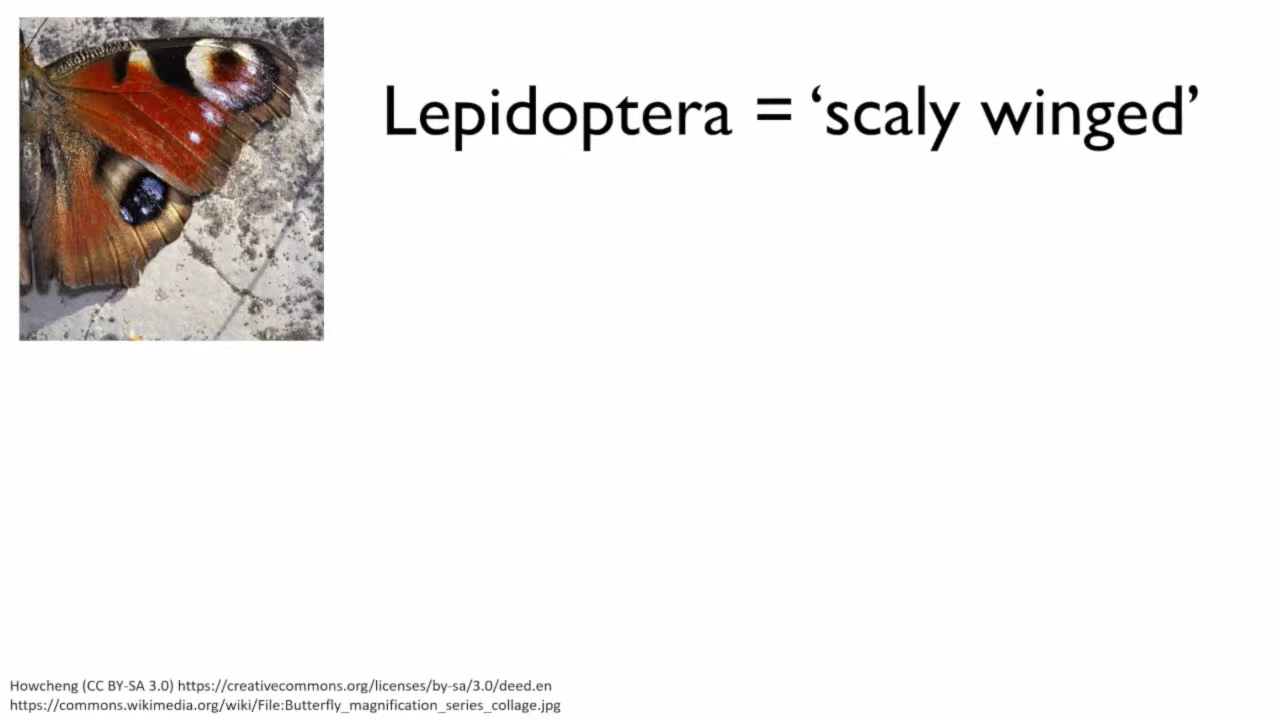 Lepidoptera = ‘scaly winged’
Howcheng (CC BY-SA 3.0) https://creativecommons.org/licenses/by-sa/3.0/deed.en
https://commons.wikimedia.org/wiki/File:Butterfly_magnification_series_collage.jpg